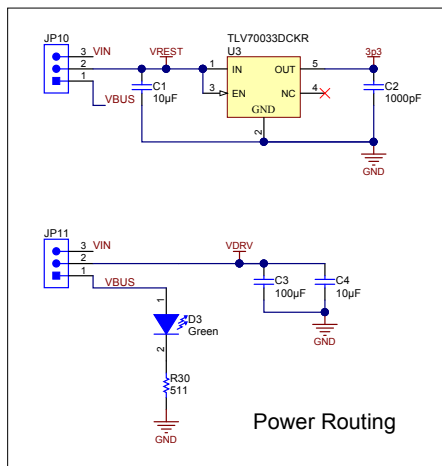 TLV70033DCKR
JP10
VIN
VREST
U3
3p3
3
2
1
1
IN
OUT
5
C1
10µF
3
EN
NC
4
C2
1000pF
VBUS
GND
2
GND
JP11
VIN
VDRV
3
2
1
VBUS
C3
100µF
C4
10µF
1
D3
Green
2
GND
R30
511
GND
Power Routing